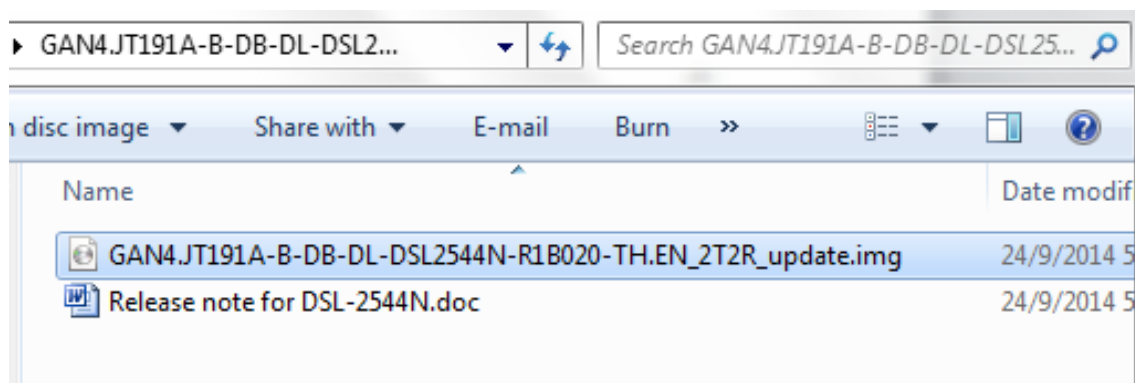 GAN4.JT191A-B-DB-DL-DSL2... Search GAN4.JT191A-B-DB-DL-DSL25...
disc image Share with E-mail Burn »
Name Date modif
GAN4.JT191A-B-DB-DL-DSL2544N-R1B020-TH.EN_2T2R_update.img 24/9/2014 5
Release note for DSL-2544N.doc 24/9/2014 5